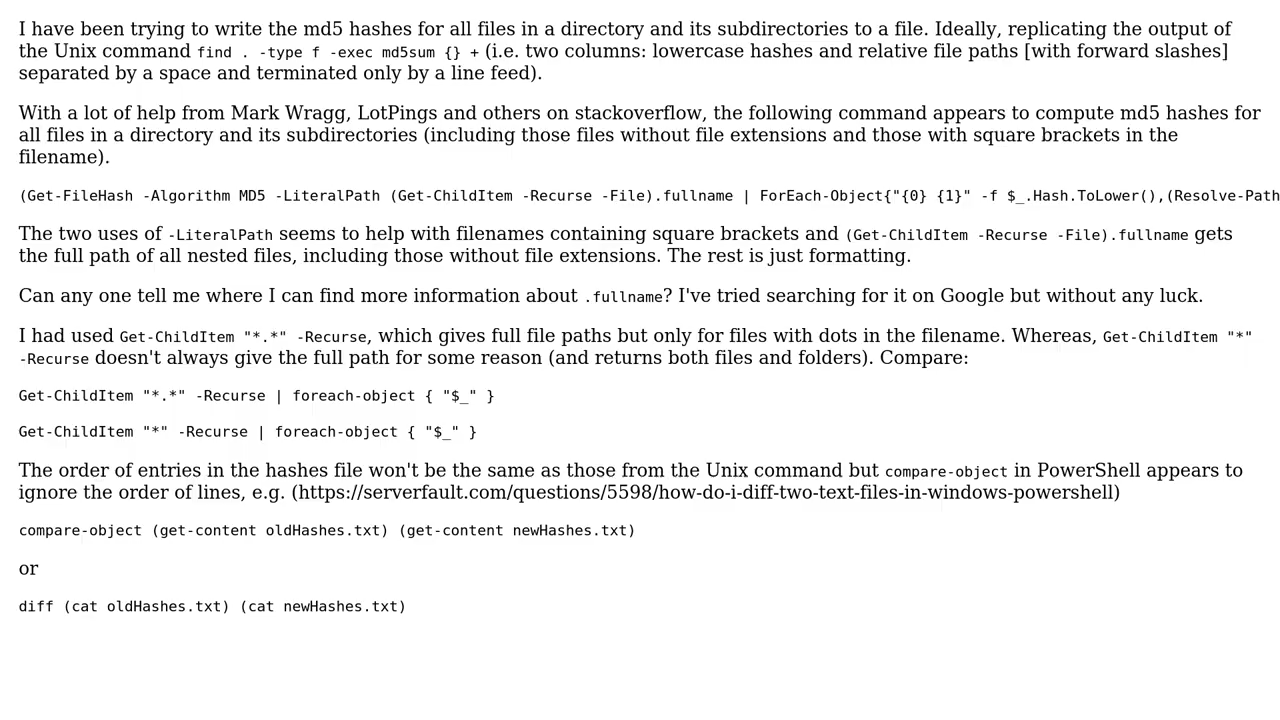 I have been trying to write the md5 hashes for all files in a directory and its subdirectories to a file. Ideally, replicating the output of
the Unix command find . -type f -exec md5sum {} + (i.e. two columns: lowercase hashes and relative file paths [with forward slashes]
separated by a space and terminated only by a line feed).
With a lot of help from Mark Wragg, LotPings and others on stackoverflow, the following command appears to compute md5 hashes for
all files in a directory and its subdirectories (including those files without file extensions and those with square brackets in the
filename).
(Get-FileHash -Algorithm MD5 -LiteralPath (Get-ChildItem -Recurse -File).fullname | ForEach-Object{"{0} {1}" -f $_.Hash.ToLower(),(Resolve-Path
The two uses of -LiteralPath seems to help with filenames containing square brackets and (Get-ChildItem -Recurse -File).fullname gets
the full path of all nested files, including those without file extensions. The rest is just formatting.
Can any one tell me where I can find more information about .fullname? I've tried searching for it on Google but without any luck.
I had used Get-ChildItem "*.*" -Recurse, which gives full file paths but only for files with dots in the filename. Whereas, Get-ChildItem "*"
-Recurse doesn't always give the full path for some reason (and returns both files and folders). Compare:
Get-ChildItem "*.*" -Recurse | foreach-object { "$_" }
Get-ChildItem "*" -Recurse | foreach-object { "$_" }
The order of entries in the hashes file won't be the same as those from the Unix command but compare-object in PowerShell appears to
ignore the order of lines, e.g. (https://serverfault.com/questions/5598/how-do-i-diff-two-text-files-in-windows-powershell)
compare-object (get-content oldHashes.txt) (get-content newHashes.txt)
or
diff (cat oldHashes.txt) (cat newHashes.txt)